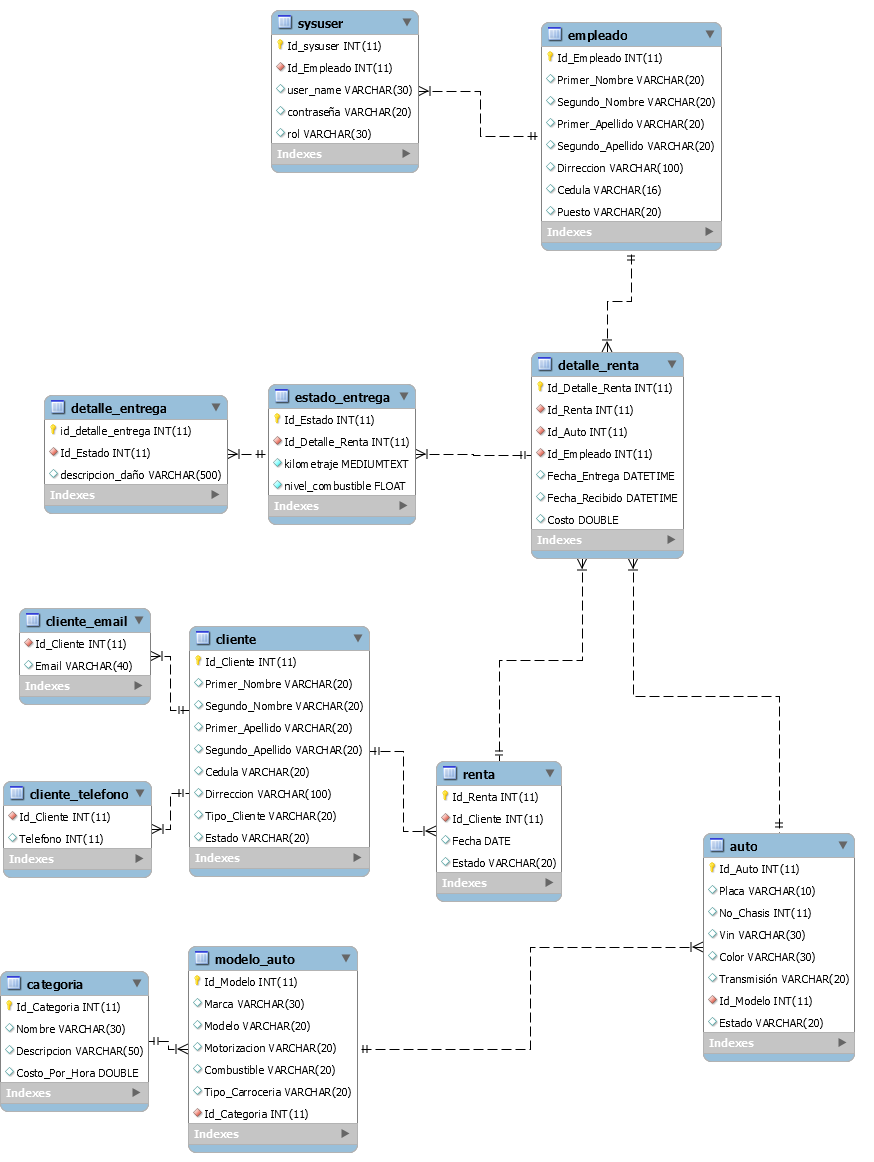 sysuser
Id_sysuser INT(11)
Id_Empleado INT(11)
user_name VARCHAR(30)
contraseña VARCHAR(20)
rol VARCHAR(30)
Indexes
empleado
Id_Empleado INT(11)
Primer_Nombre VARCHAR(20)
Segundo_Nombre VARCHAR(20)
Primer_Apellido VARCHAR(20)
Segundo_Apellido VARCHAR(20)
Dirreccion VARCHAR(100)
Cedula VARCHAR(16)
Puesto VARCHAR(20)
Indexes
detalle_renta
Id_Detalle_Renta INT(11)
Id_Renta INT(11)
Id_Auto INT(11)
Id_Empleado INT(11)
Fecha_Entrega DATETIME
Fecha_Recibido DATETIME
Costo DOUBLE
Indexes
detalle_entrega
id_detalle_entrega INT(11)
Id_Estado INT(11)
descripcion_daño VARCHAR(500)
Indexes
estado_entrega
Id_Estado INT(11)
Id_Detalle_Renta INT(11)
kilometraje MEDIUMTEXT
nivel_combustible FLOAT
Indexes
cliente_email
Id_Cliente INT(11)
Email VARCHAR(40)
Indexes
cliente
Id_Cliente INT(11)
Primer_Nombre VARCHAR(20)
Segundo_Nombre VARCHAR(20)
Primer_Apellido VARCHAR(20)
Segundo_Apellido VARCHAR(20)
Cedula VARCHAR(20)
Dirreccion VARCHAR(100)
Tipo_Cliente VARCHAR(20)
Estado VARCHAR(20)
Indexes
cliente_telefono
Id_Cliente INT(11)
Telefono INT(11)
Indexes
renta
Id_Renta INT(11)
Id_Cliente INT(11)
Fecha DATE
Estado VARCHAR(20)
Indexes
auto
Id_Auto INT(11)
Placa VARCHAR(10)
No_Chasis INT(11)
Vin VARCHAR(30)
Color VARCHAR(30)
Transmisión VARCHAR(20)
Id_Modelo INT(11)
Estado VARCHAR(20)
Indexes
categoria
Id_Categoria INT(11)
Nombre VARCHAR(30)
Descripcion VARCHAR(50)
Costo_Por_Hora DOUBLE
Indexes
modelo_auto
Id_Modelo INT(11)
Marca VARCHAR(30)
Modelo VARCHAR(20)
Motorizacion VARCHAR(20)
Combustible VARCHAR(20)
Tipo_Carroceria VARCHAR(20)
Id_Categoria INT(11)
Indexes